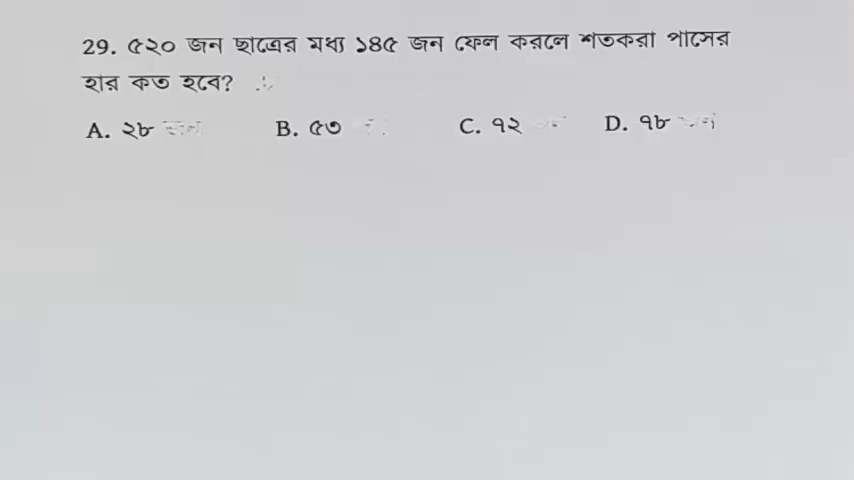 29. ৫২০ জন ছাত্রের মধ্য ১৪৫ জন ফেল করলে শতকরা পাসের
হার কত হবে?
A. ২৮ B. ৫৩ C. ৭২ D. ৭৮